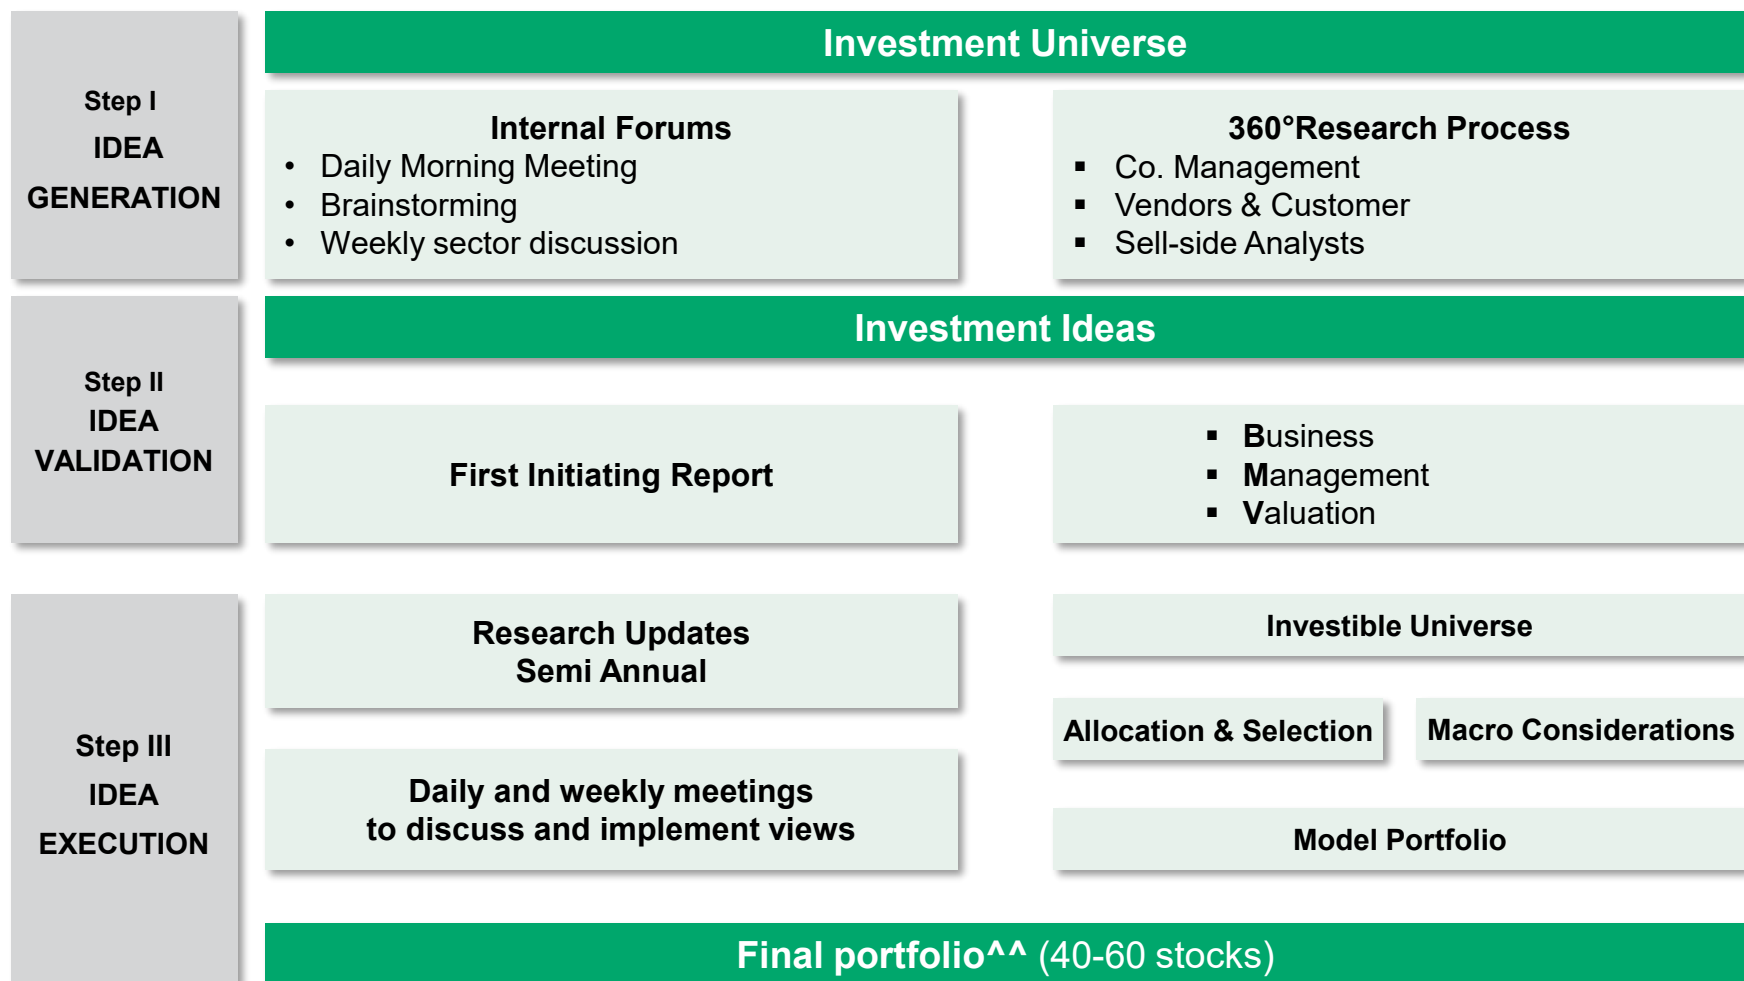 Step I
IDEA
GENERATION
Investment Universe
Internal Forums
• Daily Morning Meeting
• Brainstorming
• Weekly sector discussion
360°Research Process
▪ Co. Management
▪ Vendors & Customer
▪ Sell-side Analysts
Step II
IDEA
VALIDATION
Investment Ideas
First Initiating Report
▪ Business
▪ Management
▪ Valuation
Step III
IDEA
EXECUTION
Research Updates
Semi Annual
Daily and weekly meetings
to discuss and implement views
Investible Universe
Allocation & Selection
Macro Considerations
Model Portfolio
Final portfolio^^ (40-60 stocks)